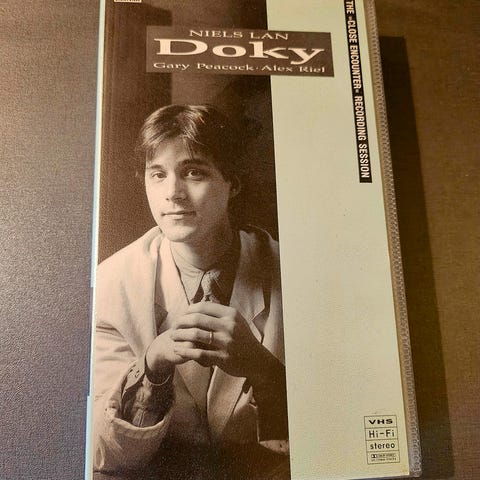 NIELS LAN
Doky
Gary Peacock · Alex Riel
THE »CLOSE ENCOUNTER« RECORDING SESSION
VHS
Hi-Fi
stereo